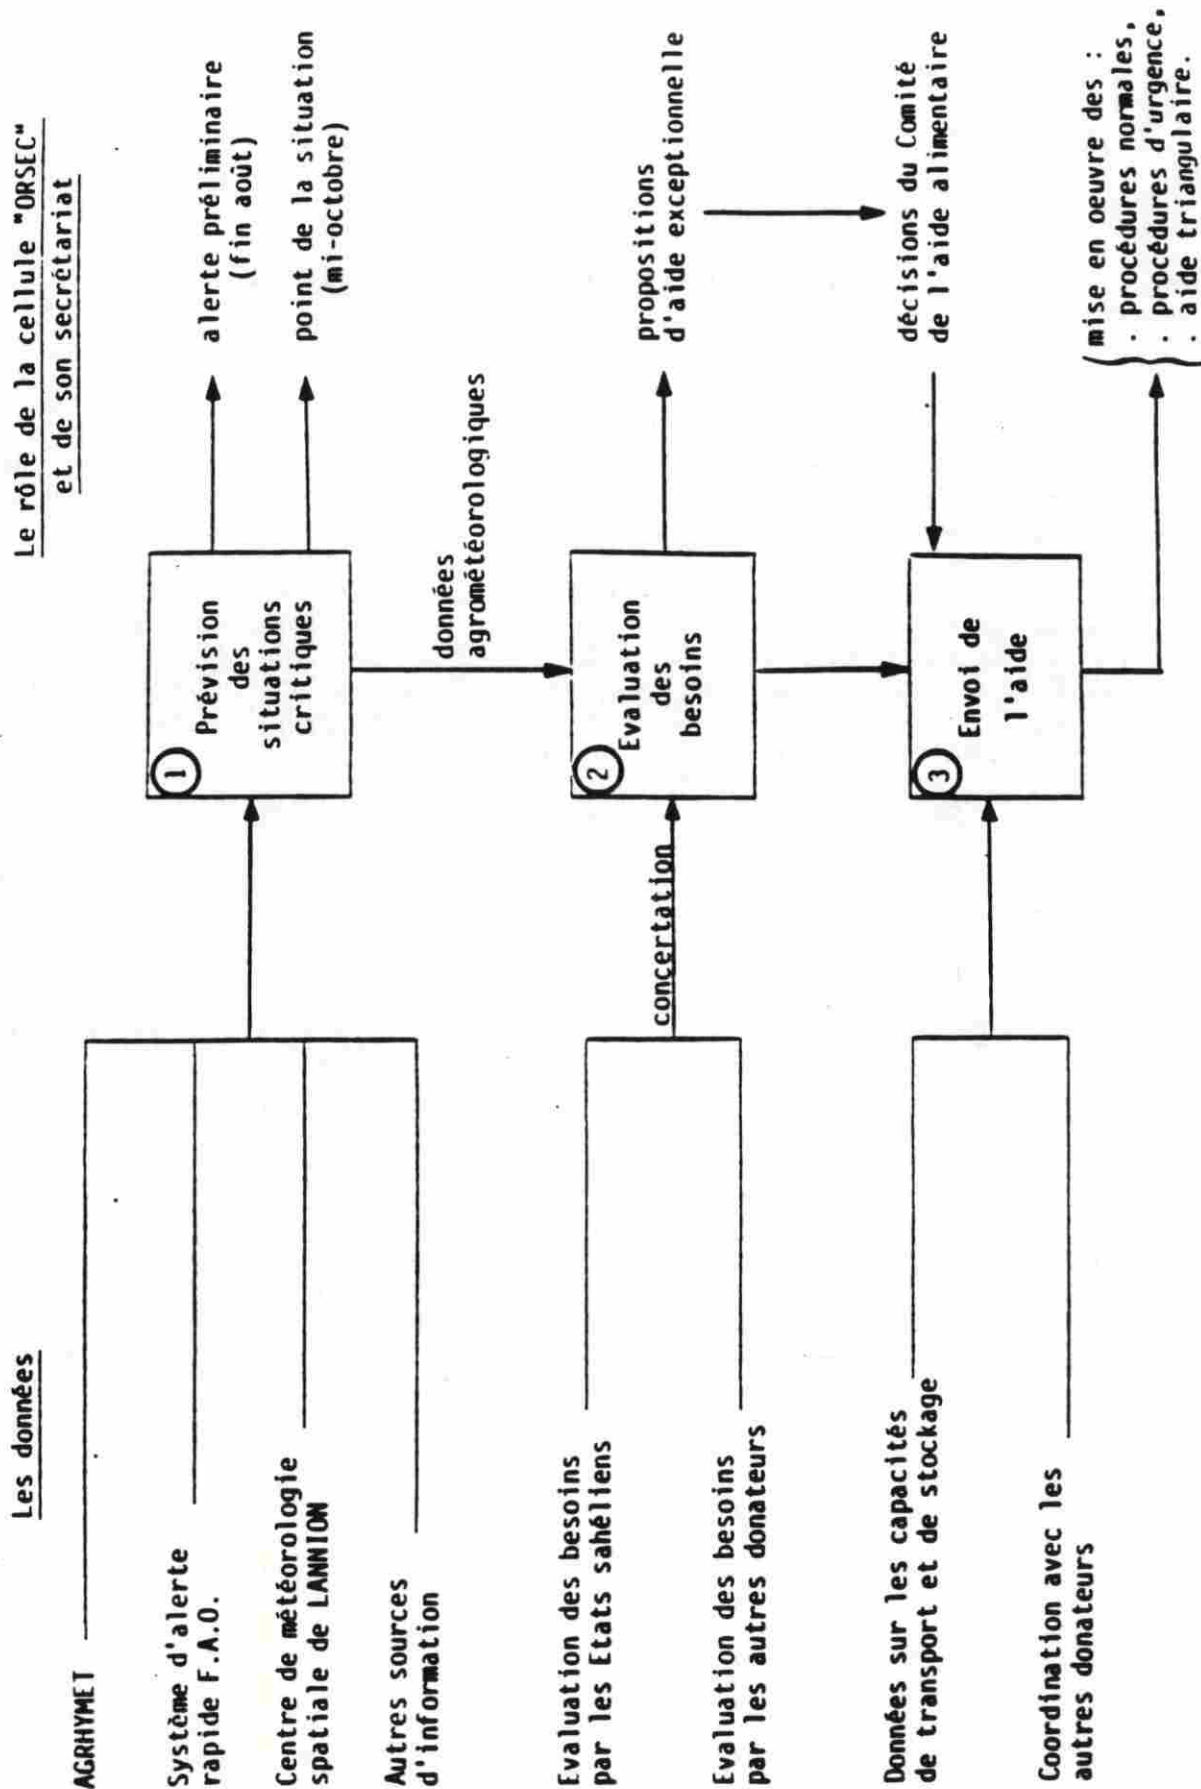 Les données
Le rôle de la cellule "ORSEC"
et de son secrétariat
AGRHYMET
Système d'alerte
rapide F.A.O.
Centre de météorologie
spatiale de LANNION
Autres sources
d'information
1
Prévision
des
situations
critiques
alerte préliminaire
(fin août)
point de la situation
(mi-octobre)
données
agrométéorologiques
Evaluation des besoins
par les Etats sahéliens
Evaluation des besoins
par les autres donateurs
concertation
2
Evaluation
des
besoins
propositions
d'aide exceptionnelle
décisions du Comité
de l'aide alimentaire
Données sur les capacités
de transport et de stockage
Coordination avec les
autres donateurs
3
Envoi de
l'aide
mise en oeuvre des :
. procédures normales,
. procédures d'urgence,
. aide triangulaire.